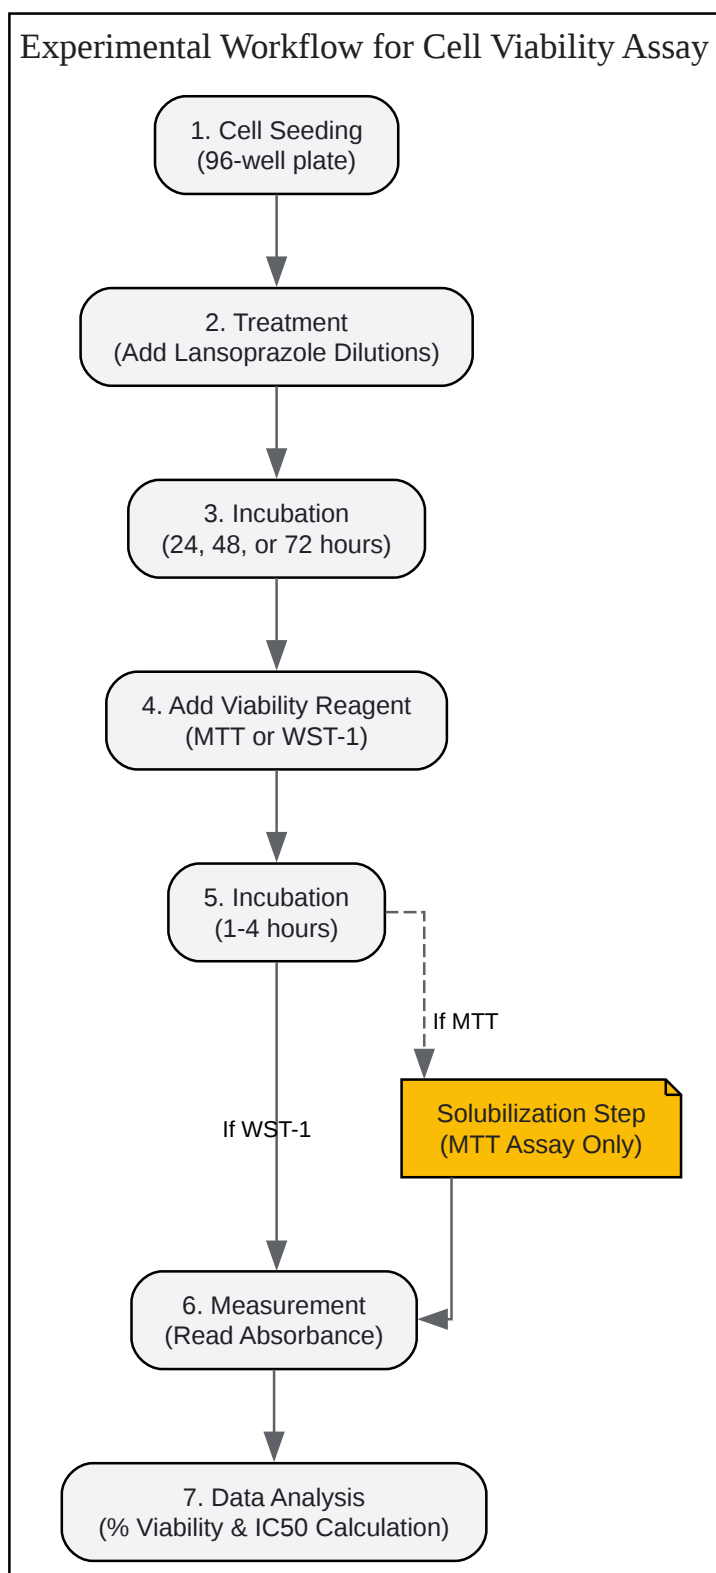 Experimental Workflow for Cell Viability Assay
1. Cell Seeding
(96-well plate)
2. Treatment
(Add Lansoprazole Dilutions)
3. Incubation
(24, 48, or 72 hours)
4. Add Viability Reagent
(MTT or WST-1)
5. Incubation
(1-4 hours)
If MTT
Solubilization Step
(MTT Assay Only)
If WST-1
6. Measurement
(Read Absorbance)
7. Data Analysis
(% Viability & IC50 Calculation)